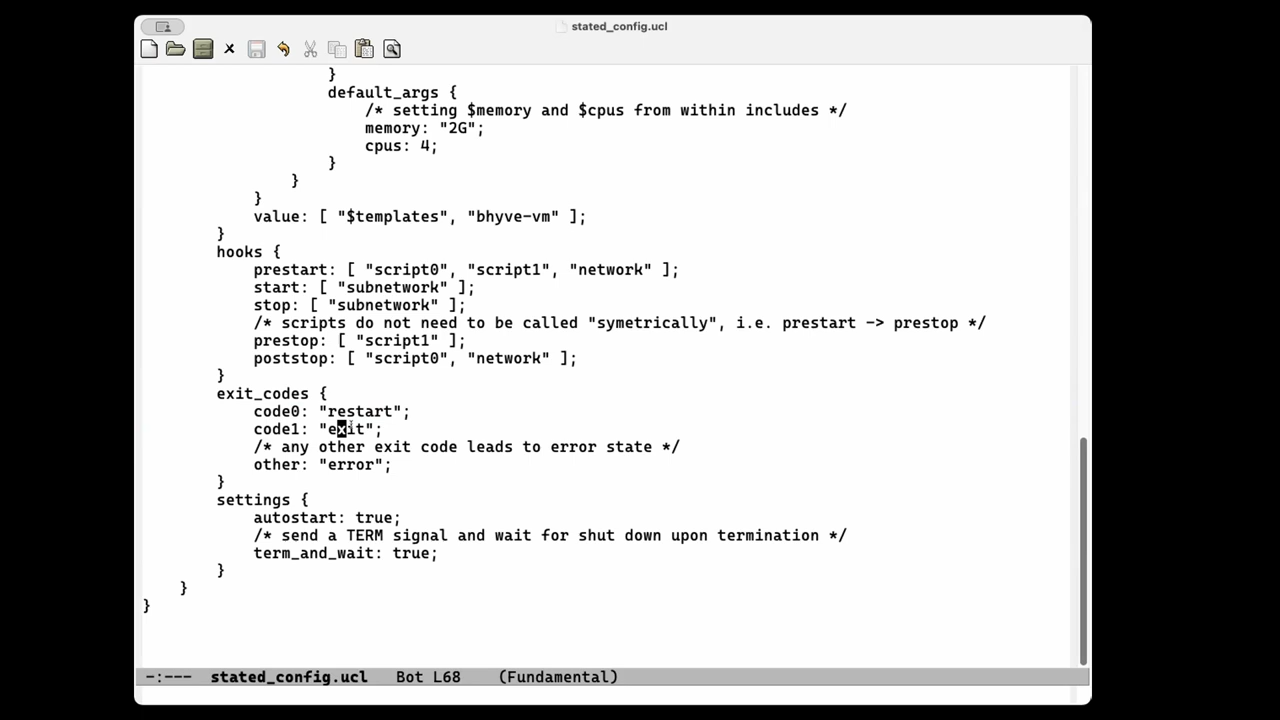 stated_config.ucl
}
default_args {
/* setting $memory and $cpus from within includes */
memory: "2G";
cpus: 4;
}
}
}
value: [ "$templates", "bhyve-vm" ];
}
hooks {
prestart: [ "script0", "script1", "network" ];
start: [ "subnetwork" ];
stop: [ "subnetwork" ];
/* scripts do not need to be called "symetrically", i.e. prestart -> prestop */
prestop: [ "script1" ];
poststop: [ "script0", "network" ];
}
exit_codes {
code0: "restart";
code1: "exit";
/* any other exit code leads to error state */
other: "error";
}
settings {
autostart: true;
/* send a TERM signal and wait for shut down upon termination */
term_and_wait: true;
}
}
}
-:---  stated_config.ucl   Bot L68    (Fundamental)